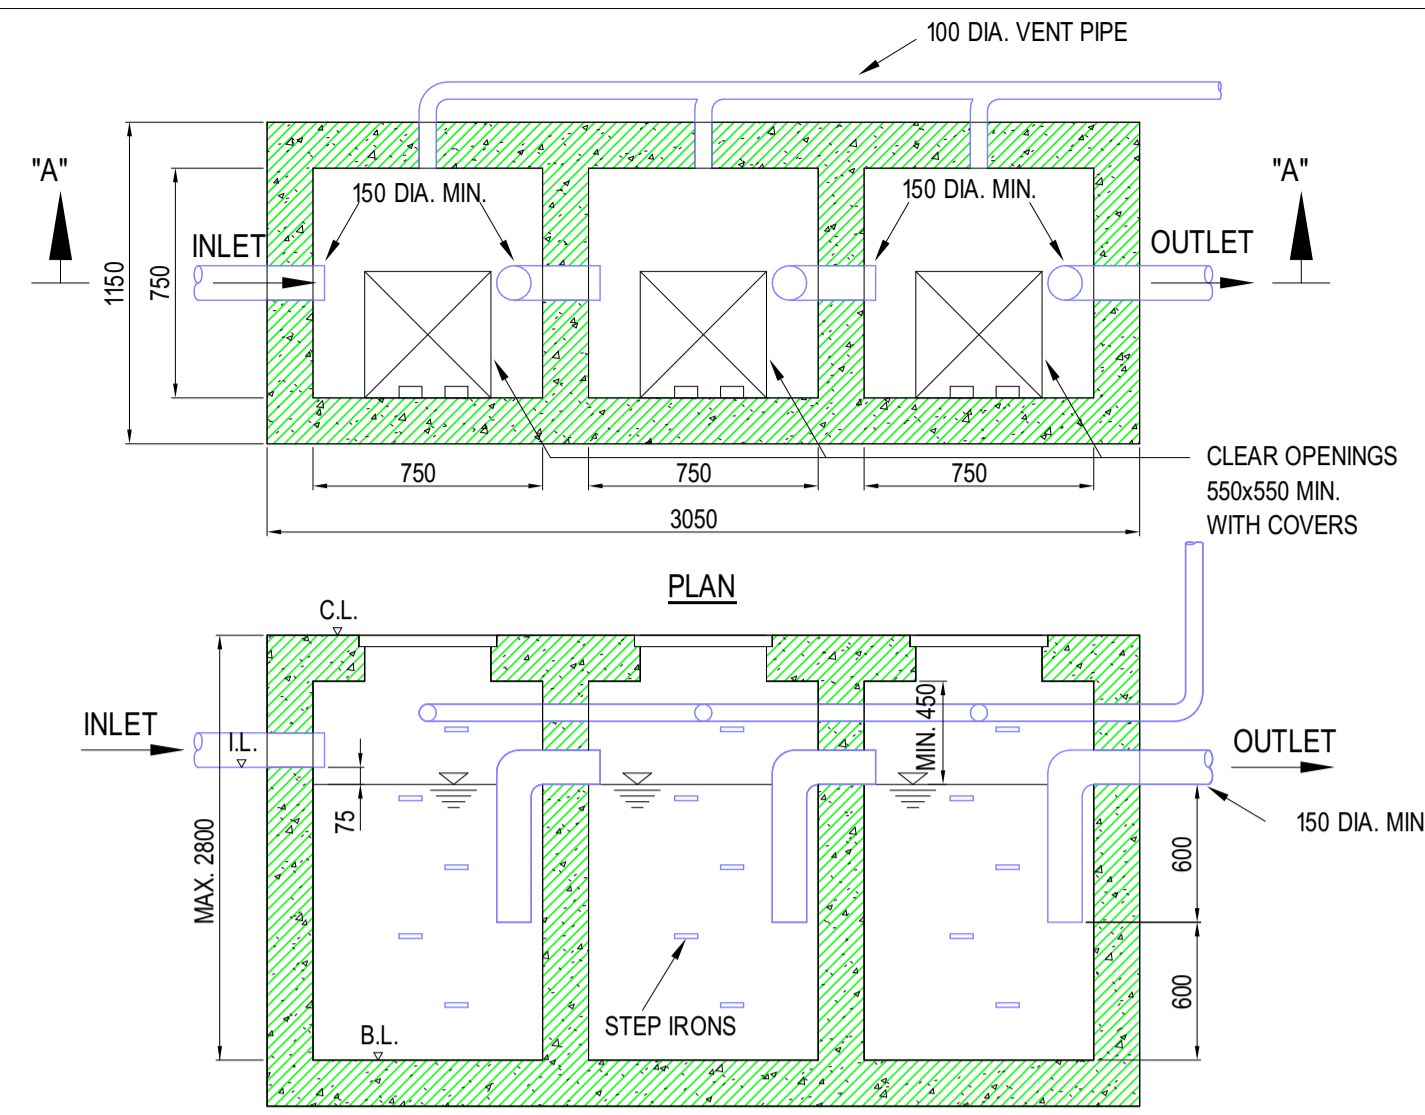 100 DIA. VENT PIPE
"A"
"A"
150 DIA. MIN.
150 DIA. MIN.
INLET
OUTLET
1150
750
CLEAR OPENINGS
550x550 MIN.
WITH COVERS
750
750
750
3050
PLAN
C.L.
INLET
I.L.
MIN. 450
OUTLET
75
150 DIA. MIN
MAX. 2800
600
600
STEP IRONS
B.L.